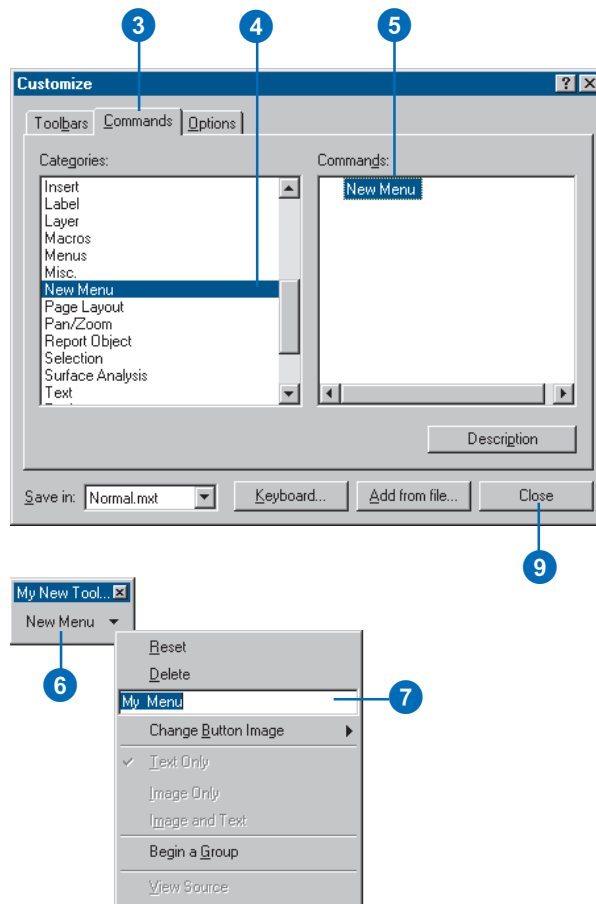 3 4 5
Customize
Toolbars Commands Options
Categories: Commands:
Insert
Label
Layer
Macros
Menus
Misc.
New Menu
Page Layout
Pan/Zoom
Report Object
Selection
Surface Analysis
Text
New Menu
Description
Save in: Normal.mxt Keyboard... Add from file... Close
9
My New Tool...
New Menu
6
Reset
Delete
My Menu
7
Change Button Image
Text Only
Image Only
Image and Text
Begin a Group
View Source